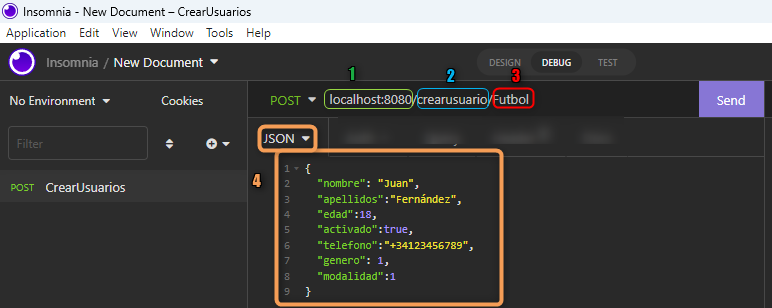 Insomnia - New Document – CrearUsuarios
Application Edit View Window Tools Help
Insomnia / New Document
DESIGN DEBUG TEST
1 2 3
No Environment Cookies
POST localhost:8080/crearusuario/Futbol Send
Filter
JSON
POST CrearUsuarios
4
1 {
2 "nombre": "Juan",
3 "apellidos":"Fernández",
4 "edad":18,
5 "activado":true,
6 "telefono":"+34123456789",
7 "genero": 1,
8 "modalidad":1
9 }